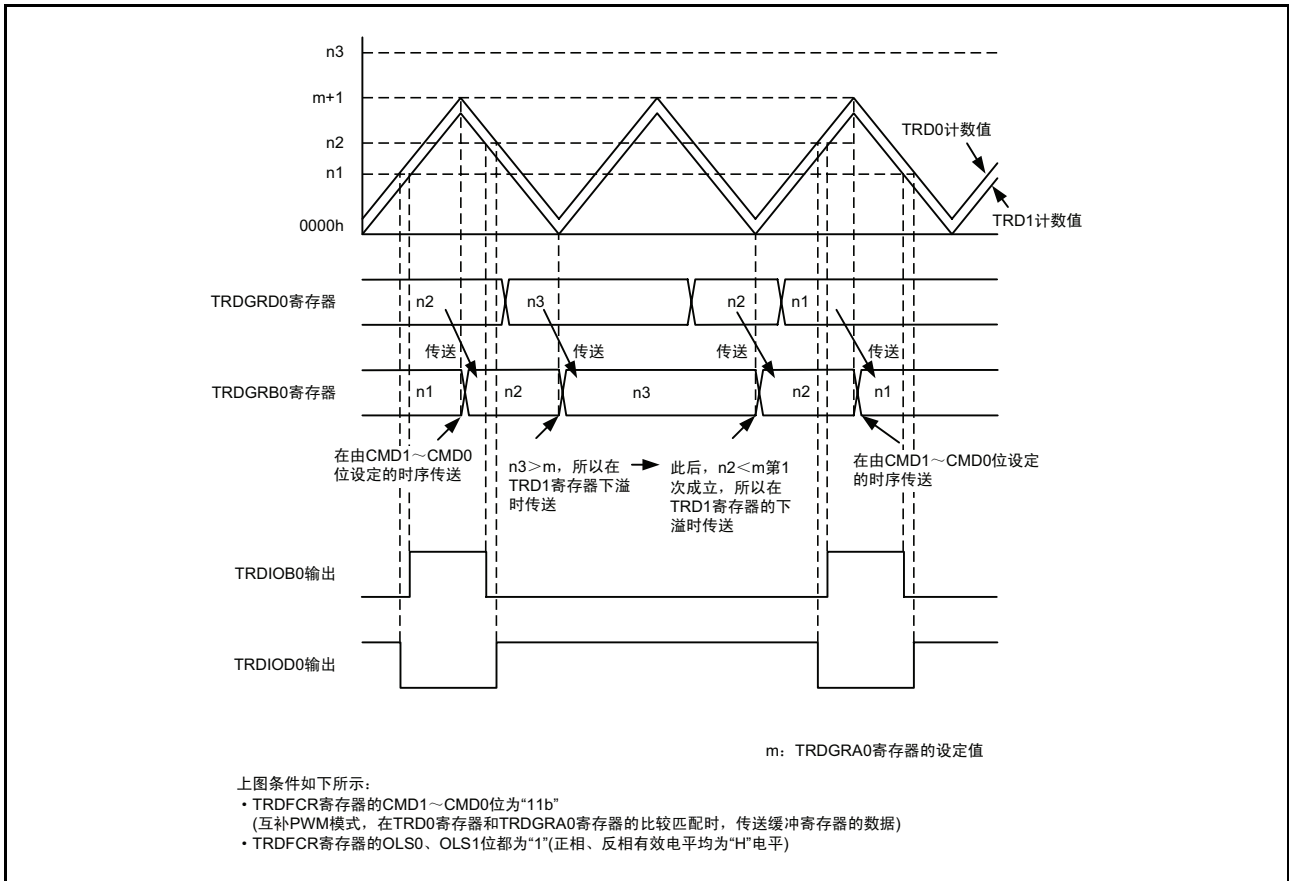 n3
m+1
n2
n1
0000h
TRD0计数值
TRD1计数值
TRDGRD0寄存器
n2
n3
n2
n1
传送
传送
传送
传送
TRDGRB0寄存器
n1
n2
n3
n2
n1
在由CMD1～CMD0
位设定的时序传送
n3＞m，所以在
TRD1寄存器下溢
时传送
此后，n2＜m第1
次成立，所以在
TRD1寄存器的下
溢时传送
在由CMD1～CMD0位设定
的时序传送
TRDIOB0输出
TRDIOD0输出
m：TRDGRA0寄存器的设定值
上图条件如下所示：
・TRDFCR寄存器的CMD1～CMD0位为“11b”
(互补PWM模式，在TRD0寄存器和TRDGRA0寄存器的比较匹配时，传送缓冲寄存器的数据)
・TRDFCR寄存器的OLS0、OLS1位都为“1”(正相、反相有效电平均为“H”电平)